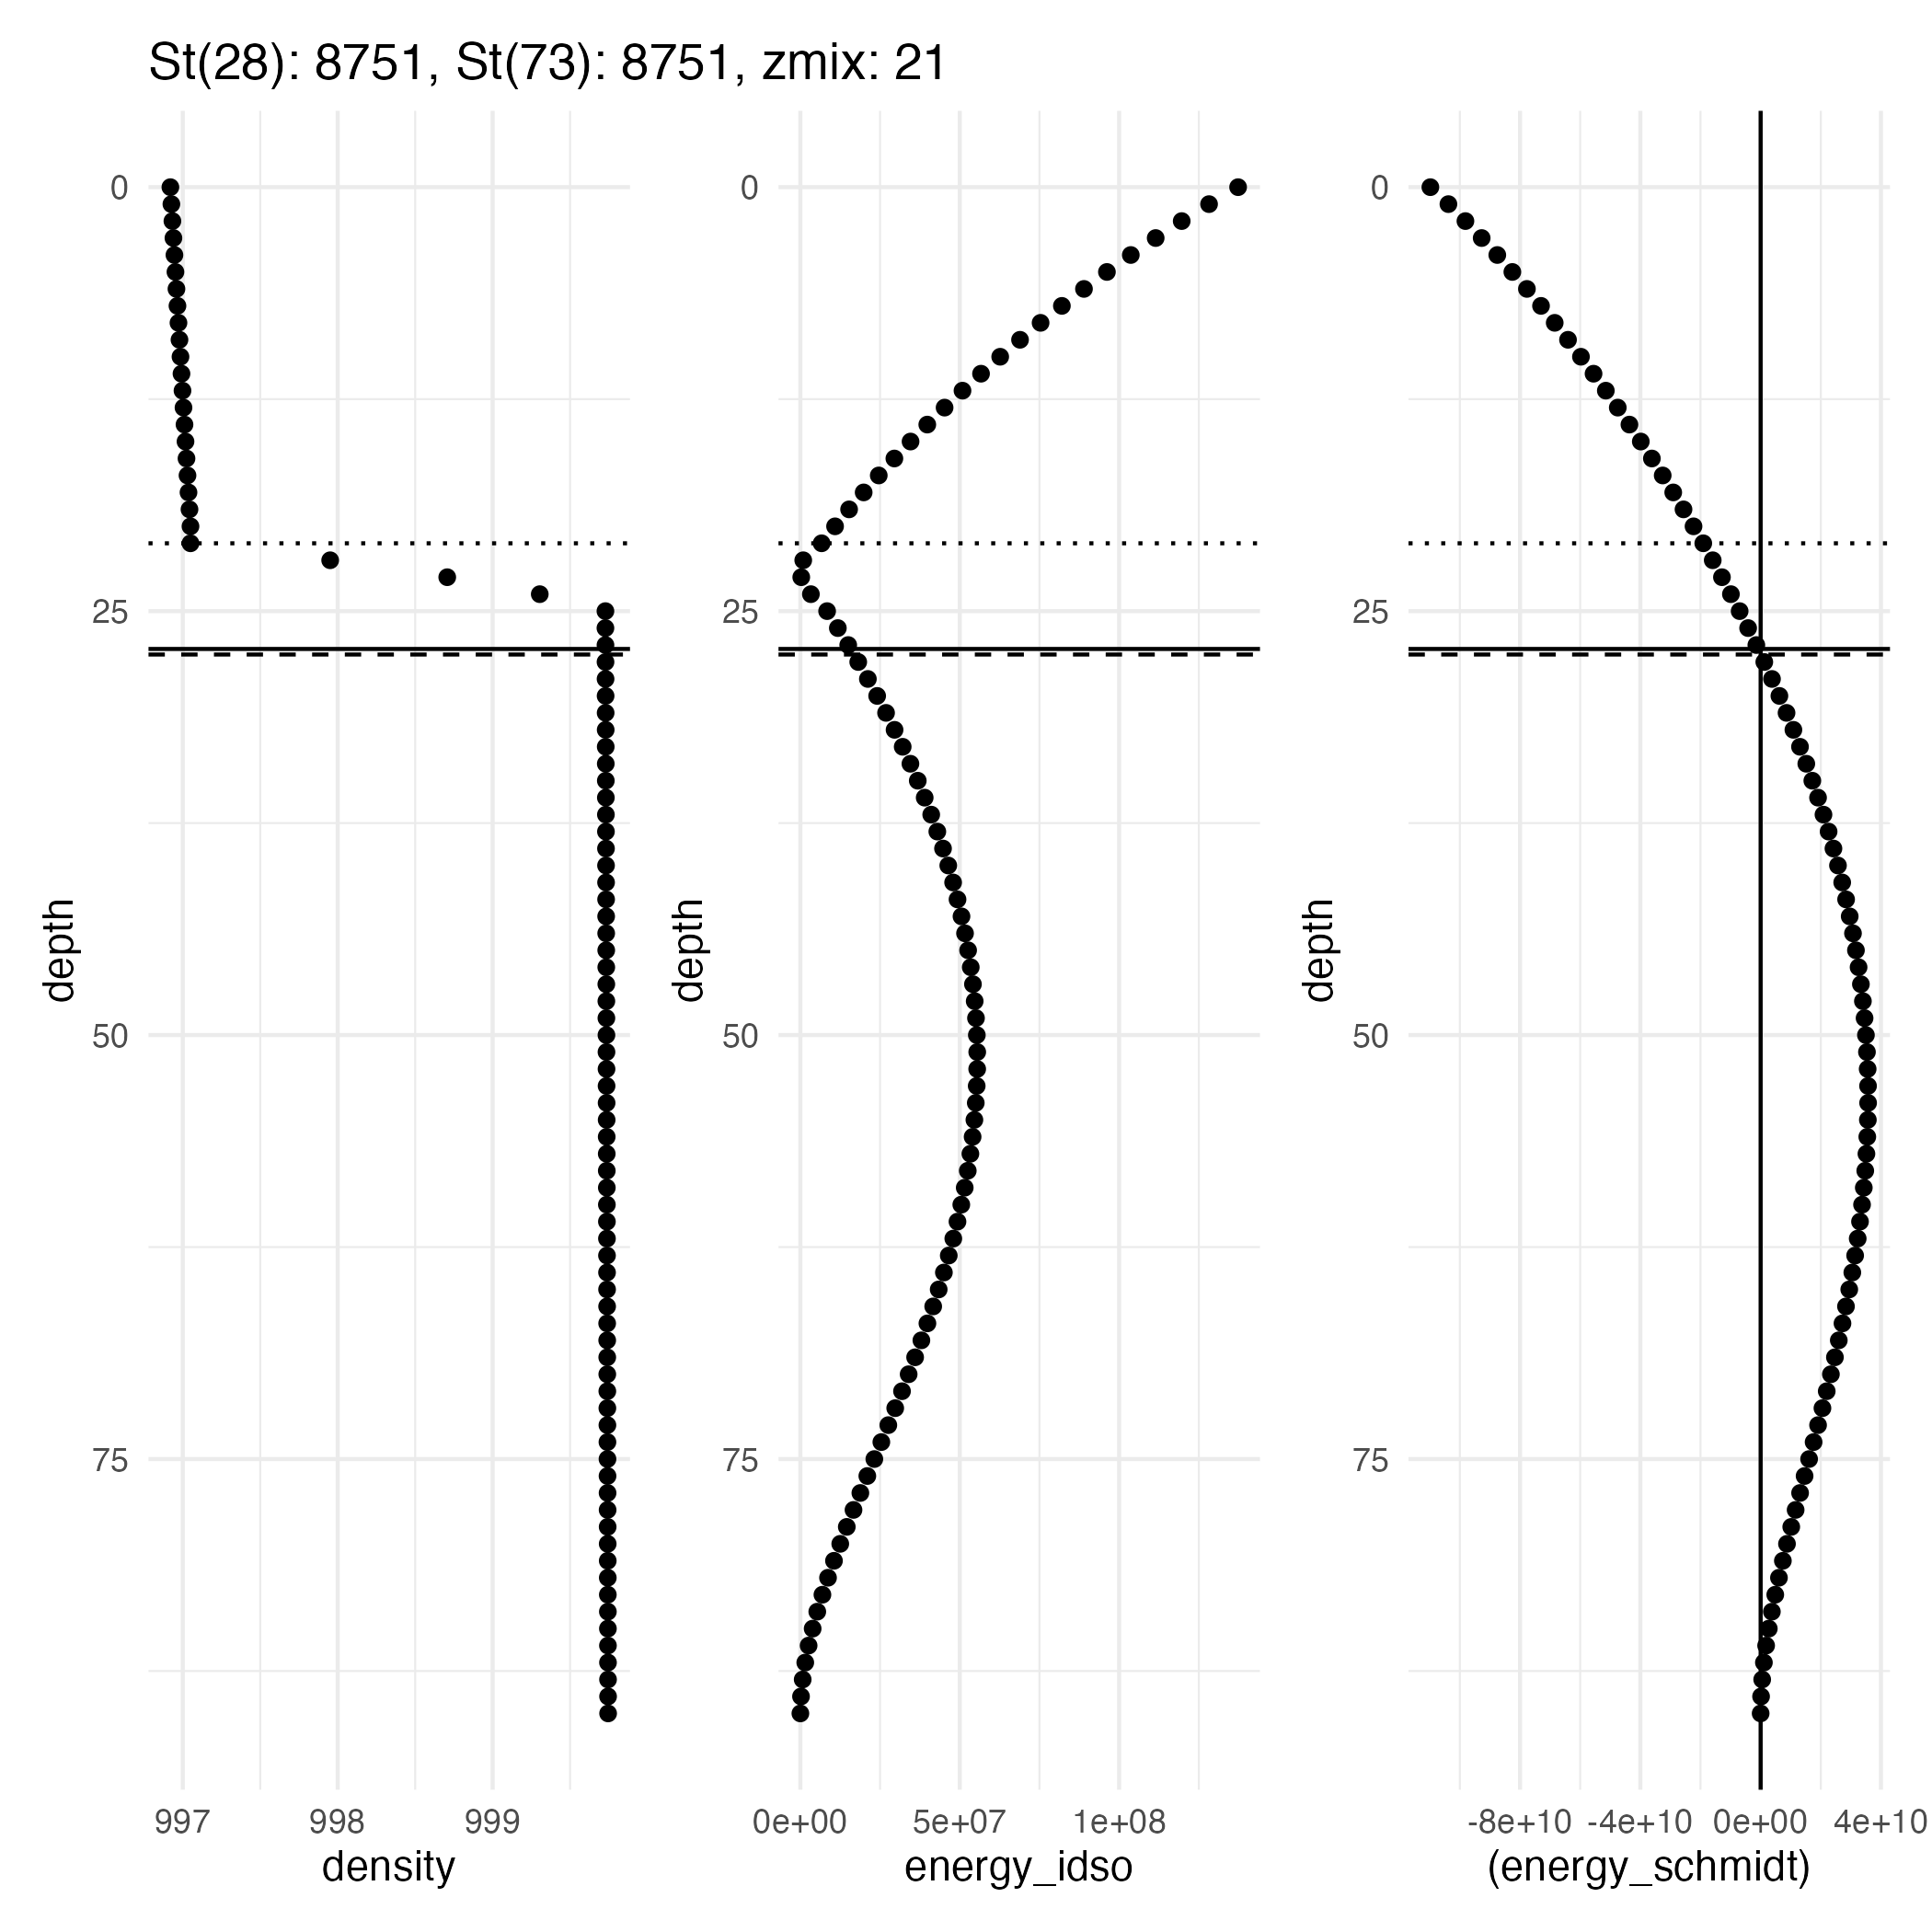 St(28): 8751, St(73): 8751, zmix: 21
0
25
50
75
depth
997 998 999
density
0
25
50
75
depth
0e+00 5e+07 1e+08
energy_idso
0
25
50
75
depth
-8e+10 -4e+10 0e+00 4e+10
(energy_schmidt)